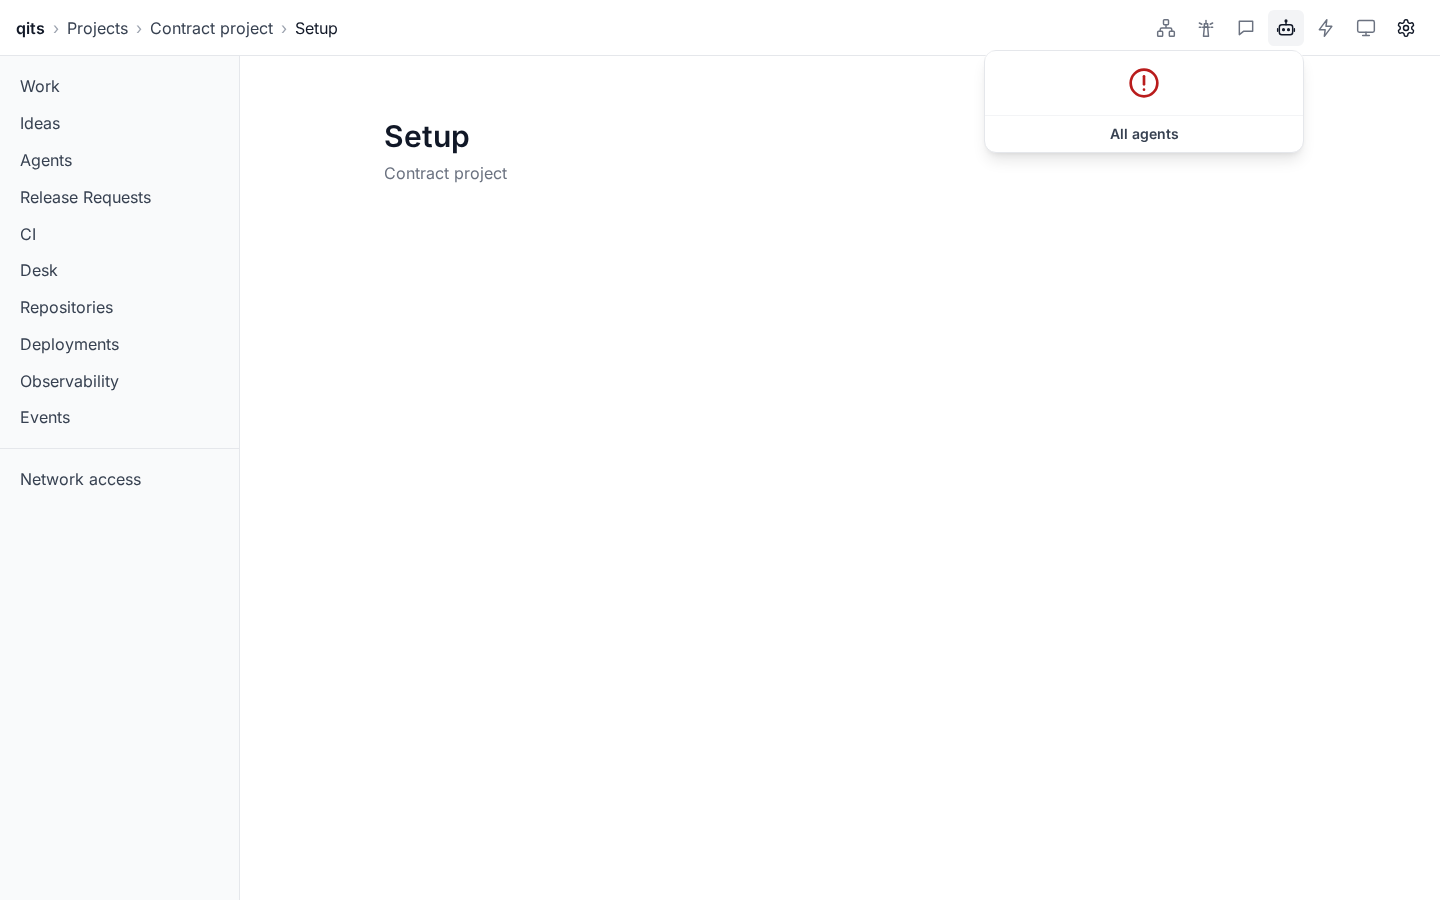 qits › Projects › Contract project › Setup
All agents
Work
Ideas
Agents
Release Requests
CI
Desk
Repositories
Deployments
Observability
Events
Network access
Setup
Contract project